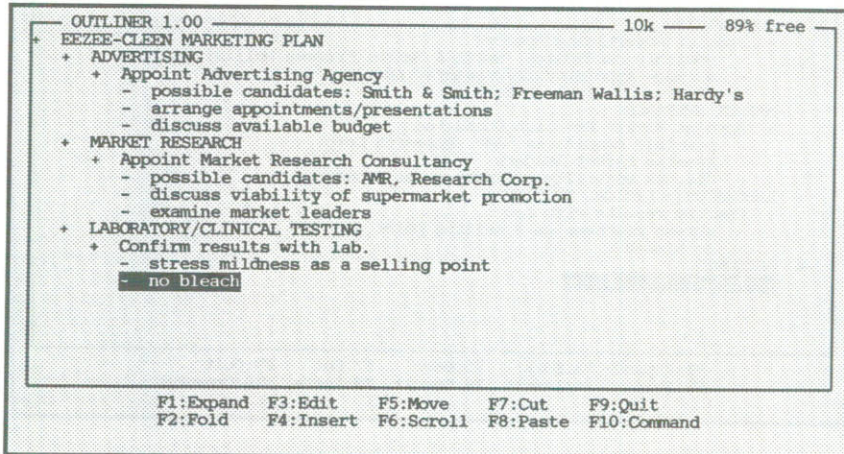 OUTLINER 1.00 10k 89% free
+ EEZEE-CLEEN MARKETING PLAN
+ ADVERTISING
+ Appoint Advertising Agency
- possible candidates: Smith & Smith; Freeman Wallis; Hardy's
- arrange appointments/presentations
- discuss available budget
+ MARKET RESEARCH
+ Appoint Market Research Consultancy
- possible candidates: AMR, Research Corp.
- discuss viability of supermarket promotion
- examine market leaders
+ LABORATORY/CLINICAL TESTING
+ Confirm results with lab.
- stress mildness as a selling point
- no bleach
F1:Expand F3:Edit F5:Move F7:Cut F9:Quit
F2:Fold F4:Insert F6:Scroll F8:Paste F10:Command